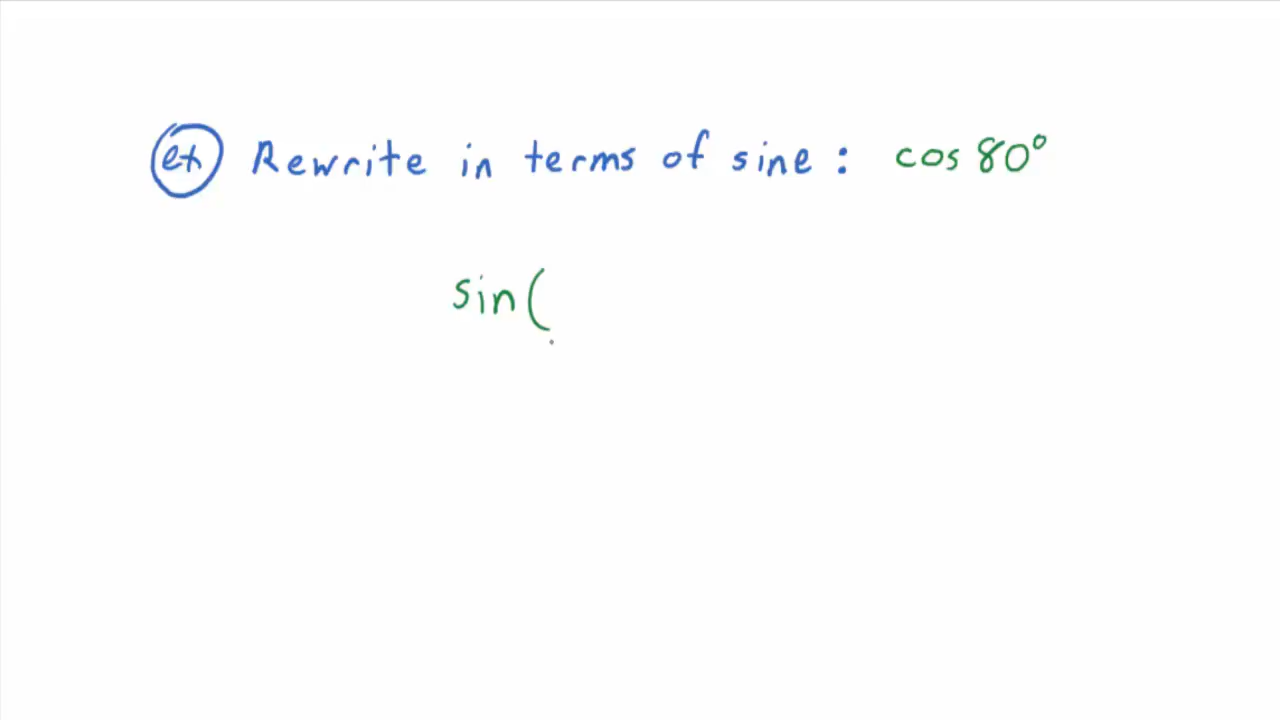 ex Rewrite in terms of sine : cos 80°
sin(